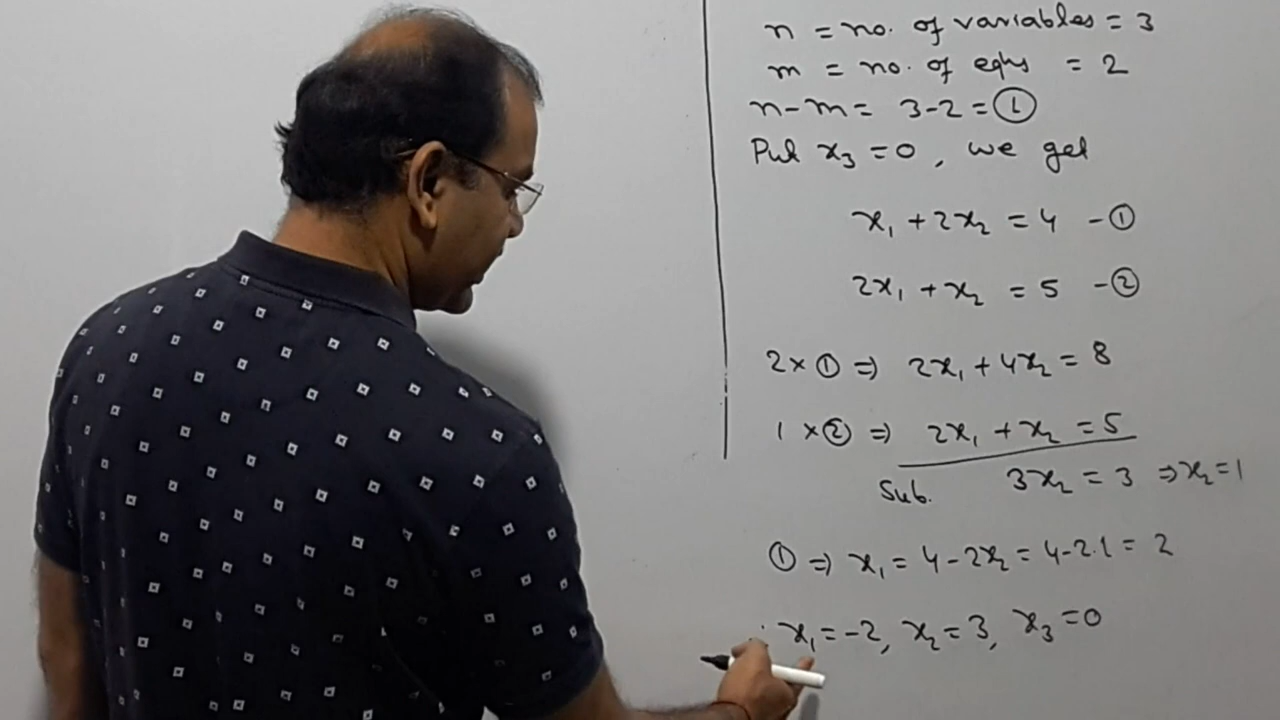 n = no. of variables = 3
m = no. of eqns = 2
n-m = 3-2 = ①
Put x₃ = 0, we get
x₁ + 2x₂ = 4 - ①
2x₁ + x₂ = 5 - ②
2 × ① ⇒ 2x₁ + 4x₂ = 8
1 × ② ⇒ 2x₁ + x₂ = 5
Sub. 3x₂ = 3 ⇒ x₂ = 1
① ⇒ x₁ = 4 - 2x₂ = 4 - 2.1 = 2
x₁ = -2, x₂ = 3, x₃ = 0